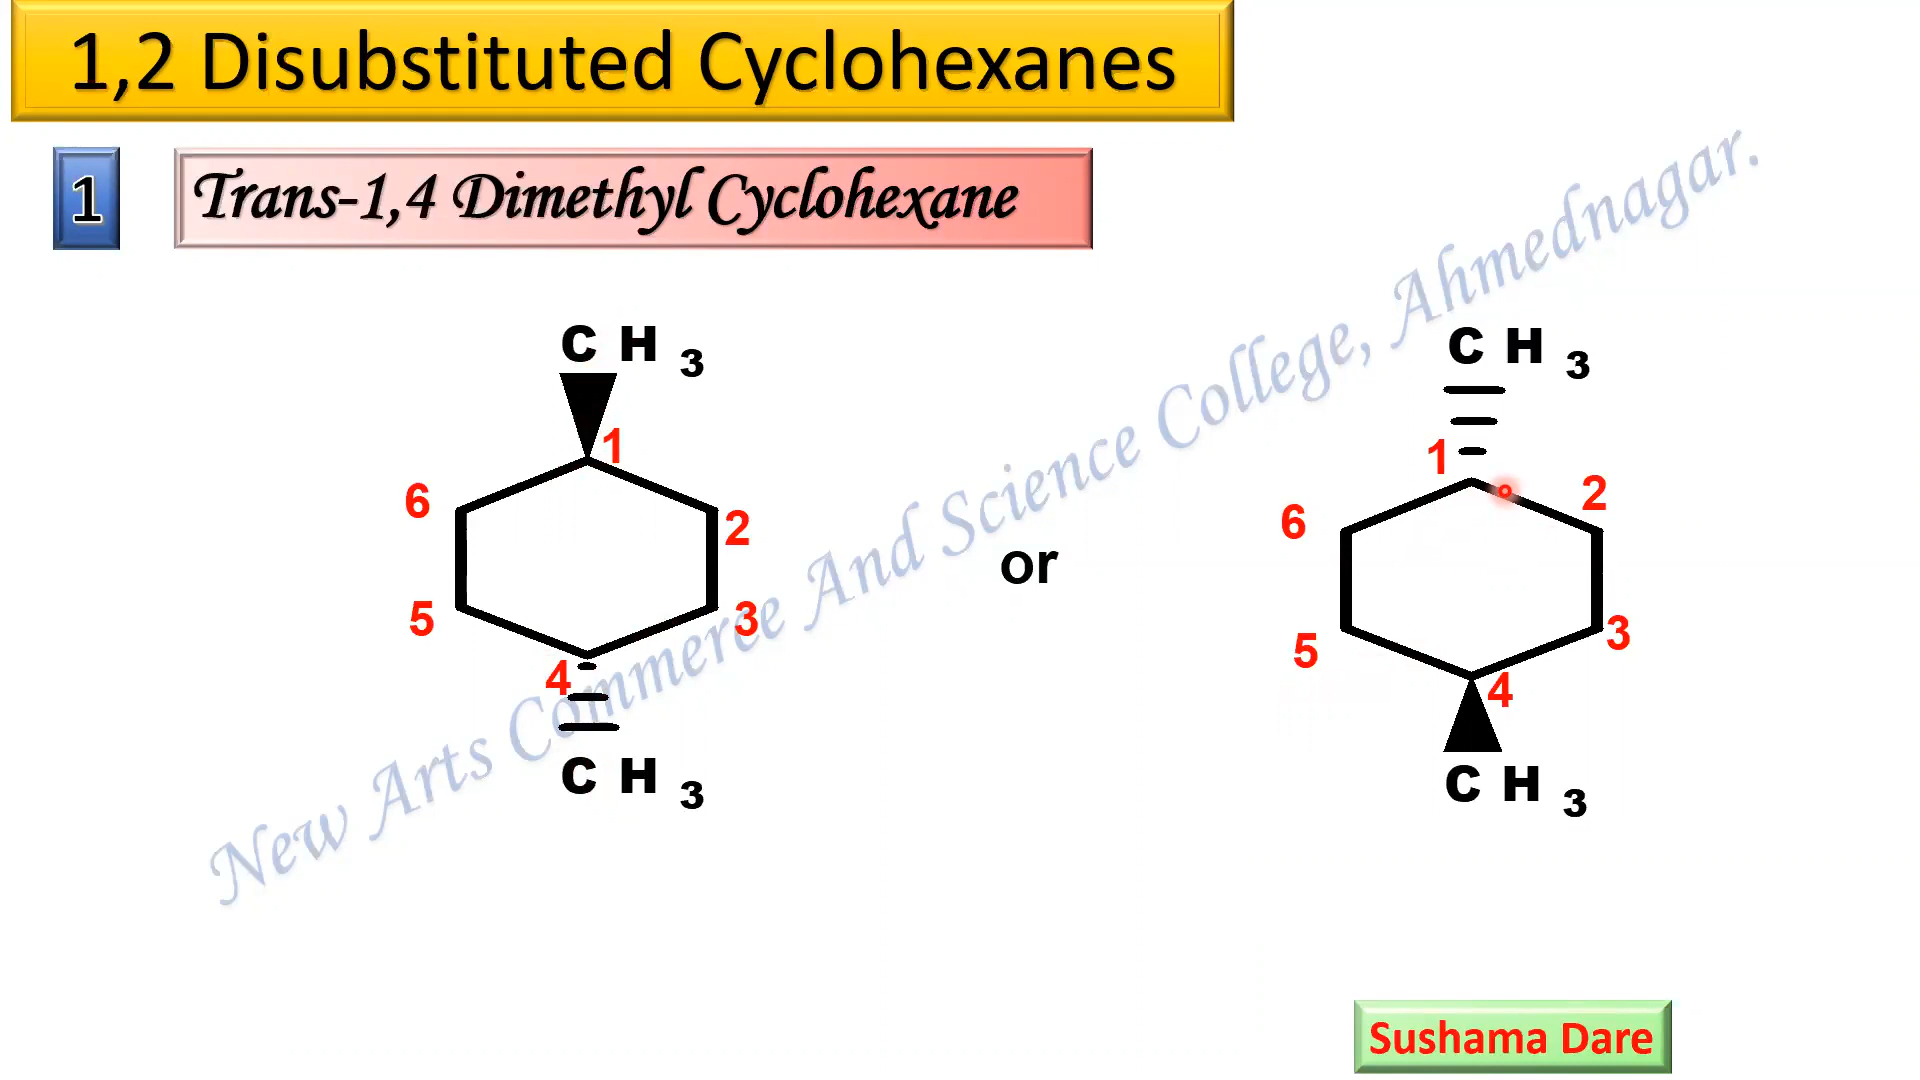 1,2 Disubstituted Cyclohexanes
1 Trans-1,4 Dimethyl Cyclohexane
CH3
CH3
1
1
6
2
6
2
or
5
3
5
3
4
4
CH3
CH3
New Arts Commerce And Science College, Ahmednagar.
Sushama Dare